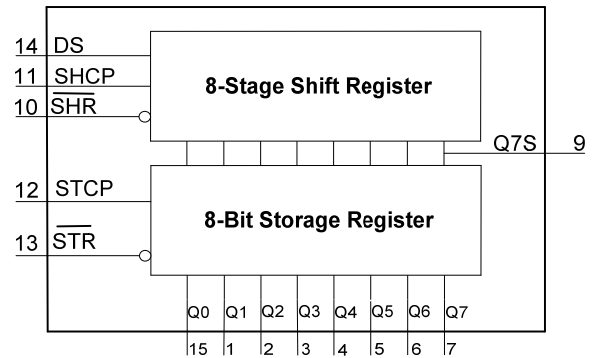 14 DS
11 SHCP
10 SHR
8-Stage Shift Register
Q7S 9
12 STCP
13 STR
8-Bit Storage Register
Q0 Q1 Q2 Q3 Q4 Q5 Q6 Q7
15 1 2 3 4 5 6 7